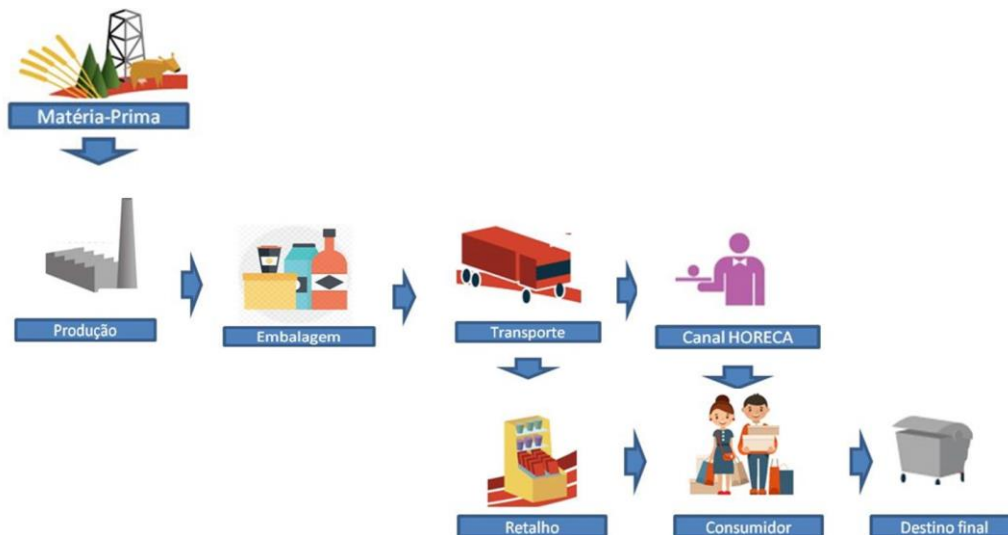 Matéria-Prima
Produção
Embalagem
Transporte
Canal HORECA
Retalho
Consumidor
Destino final